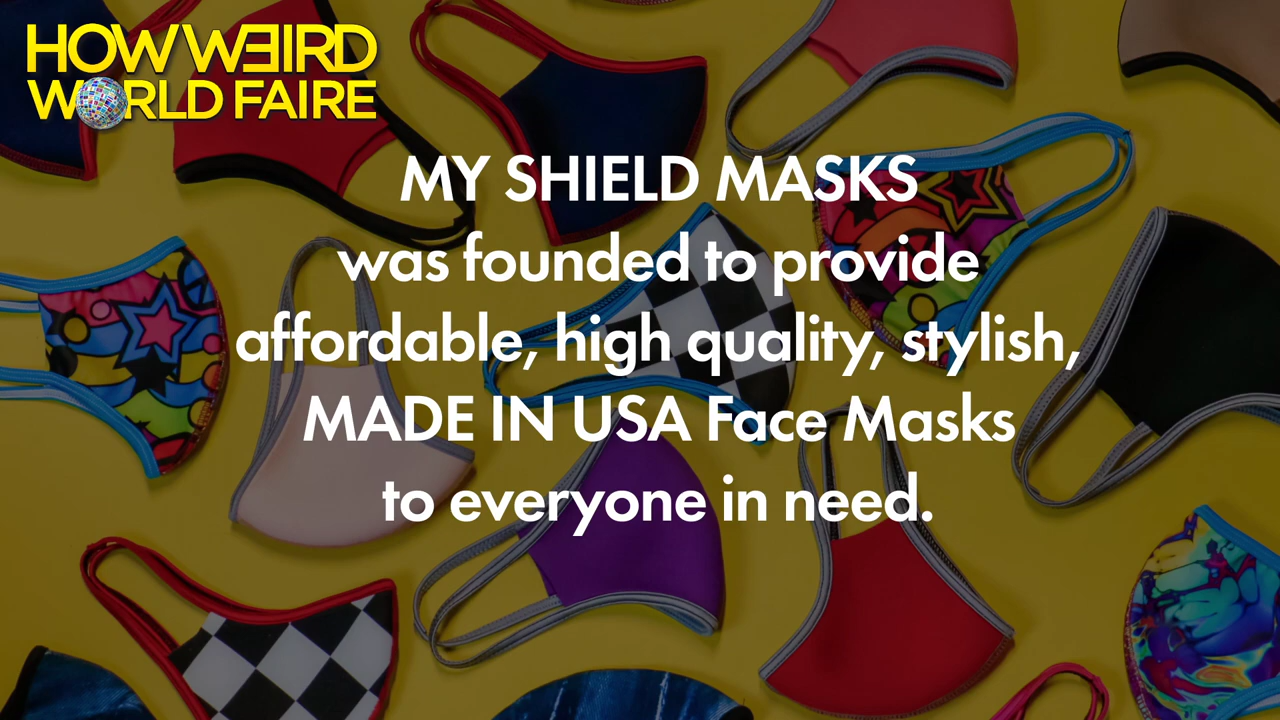 HOW WEIRD
WORLD FAIRE
MY SHIELD MASKS
was founded to provide
affordable, high quality, stylish,
MADE IN USA Face Masks
to everyone in need.